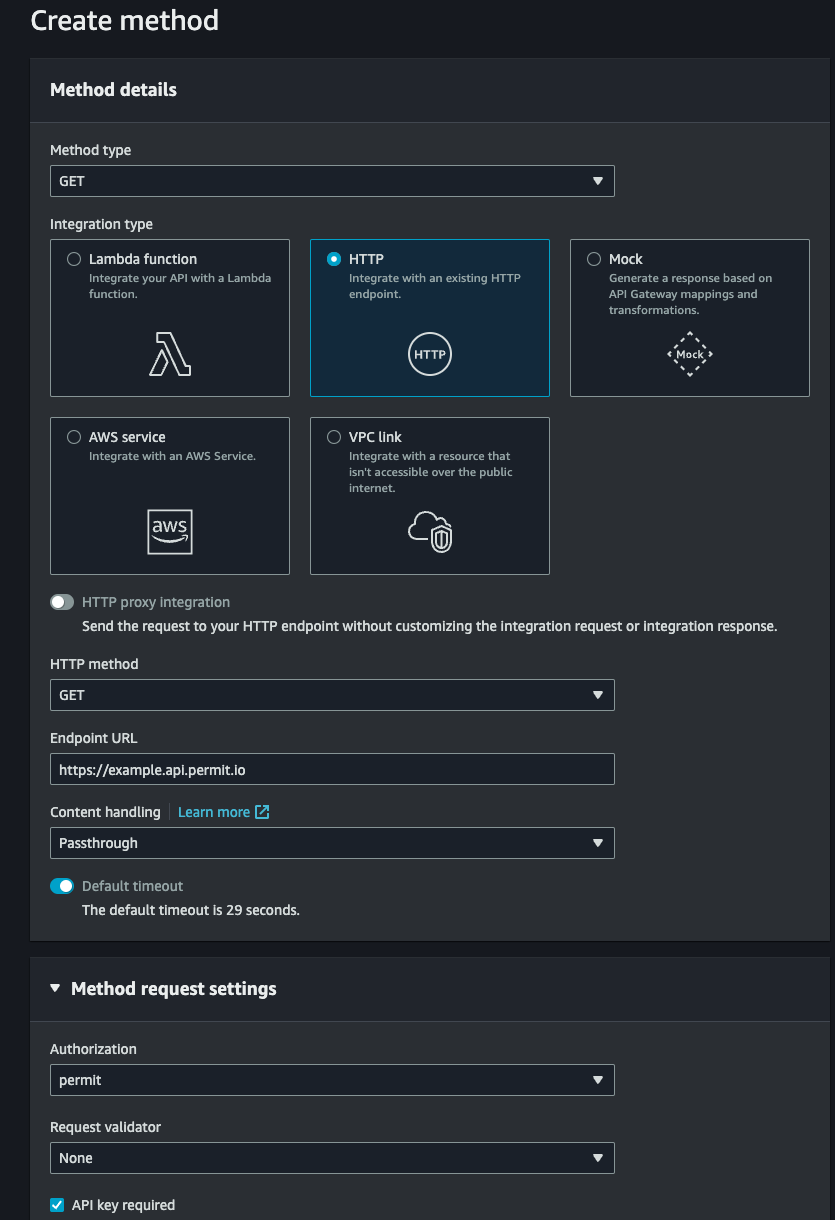 Create method
Method details
Method type
GET
Integration type
Lambda function
Integrate your API with a Lambda
function.
HTTP
Integrate with an existing HTTP
endpoint.
HTTP
Mock
Generate a response based on
API Gateway mappings and
transformations.
Mock
AWS service
Integrate with an AWS Service.
aws
VPC link
Integrate with a resource that
isn't accessible over the public
internet.
HTTP proxy integration
Send the request to your HTTP endpoint without customizing the integration request or integration response.
HTTP method
GET
Endpoint URL
https://example.api.permit.io
Content handling Learn more
Passthrough
Default timeout
The default timeout is 29 seconds.
Method request settings
Authorization
permit
Request validator
None
API key required